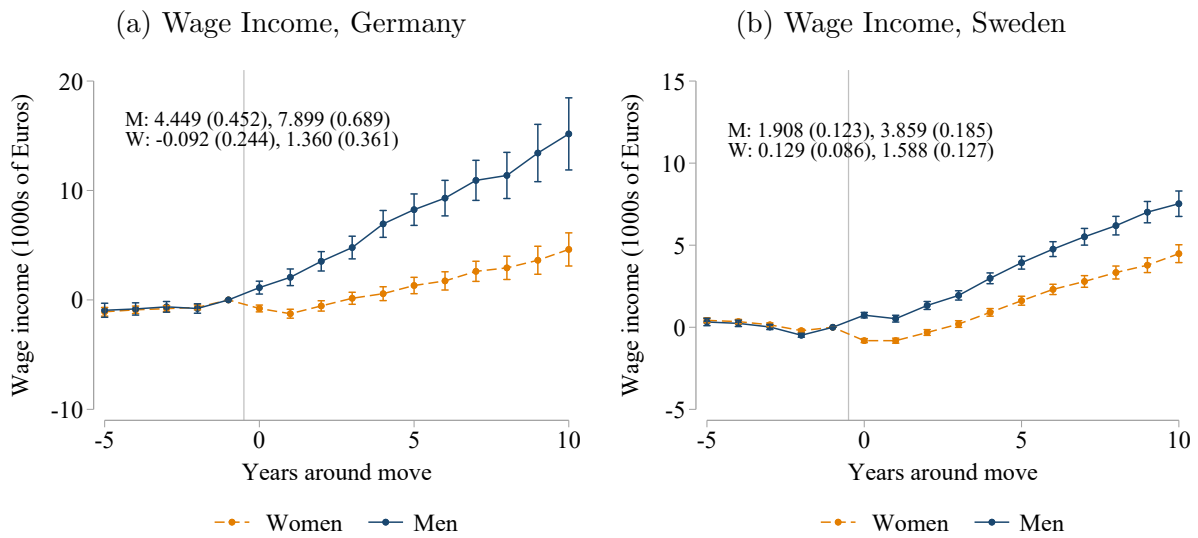 (a) Wage Income, Germany
Wage income (1000s of Euros)
20
10
0
-10
M: 4.449 (0.452), 7.899 (0.689)
W: -0.092 (0.244), 1.360 (0.361)
-5
0
5
10
Years around move
Women
Men
(b) Wage Income, Sweden
Wage income (1000s of Euros)
15
10
5
0
-5
M: 1.908 (0.123), 3.859 (0.185)
W: 0.129 (0.086), 1.588 (0.127)
-5
0
5
10
Years around move
Women
Men